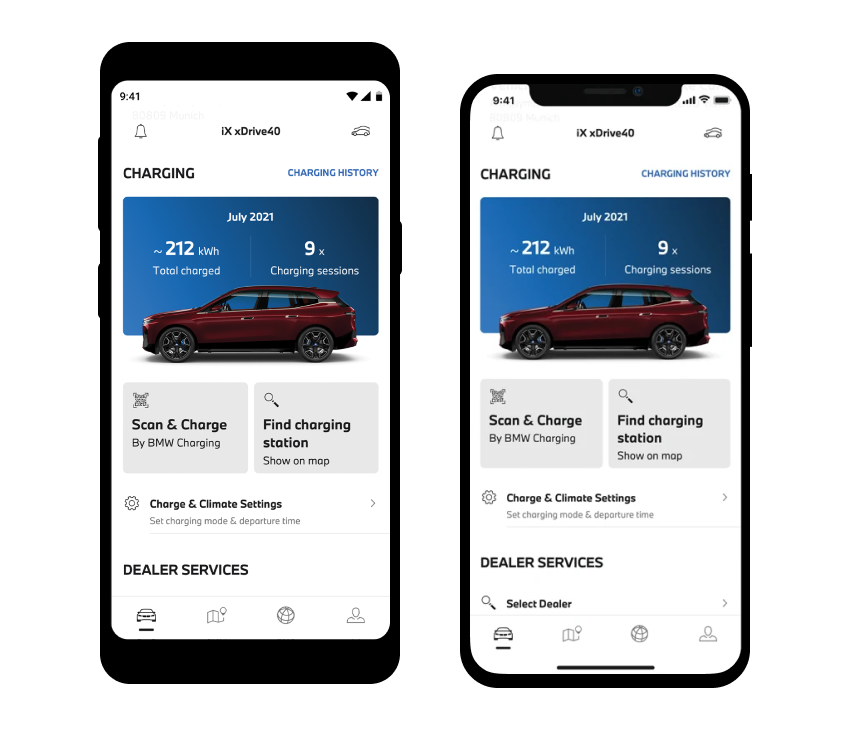 9:41
80809 Munich
iX xDrive40
CHARGING
CHARGING HISTORY
July 2021
~ 212 kWh
9 x
Total charged
Charging sessions
Scan & Charge
By BMW Charging
Find charging
station
Show on map
Charge & Climate Settings
Set charging mode & departure time
DEALER SERVICES
9:41
80809 Munich
iX xDrive40
CHARGING
CHARGING HISTORY
July 2021
~ 212 kWh
9 x
Total charged
Charging sessions
Scan & Charge
By BMW Charging
Find charging
station
Show on map
Charge & Climate Settings
Set charging mode & departure time
DEALER SERVICES
Select Dealer